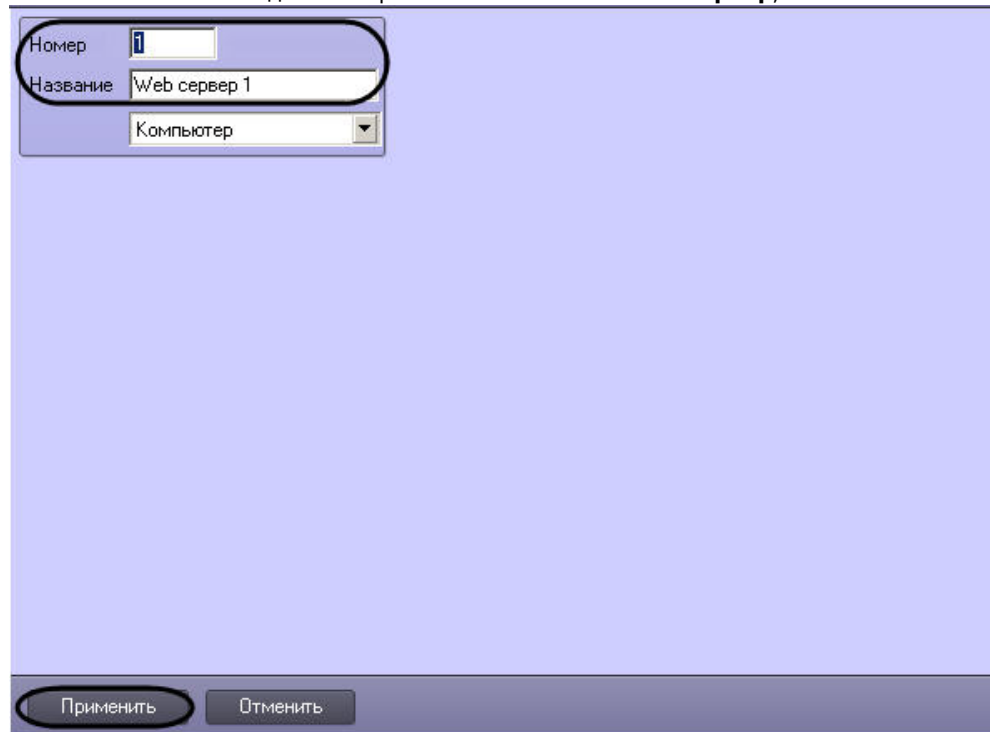 Номер 1
Название Web сервер 1
Компьютер
Применить Отменить